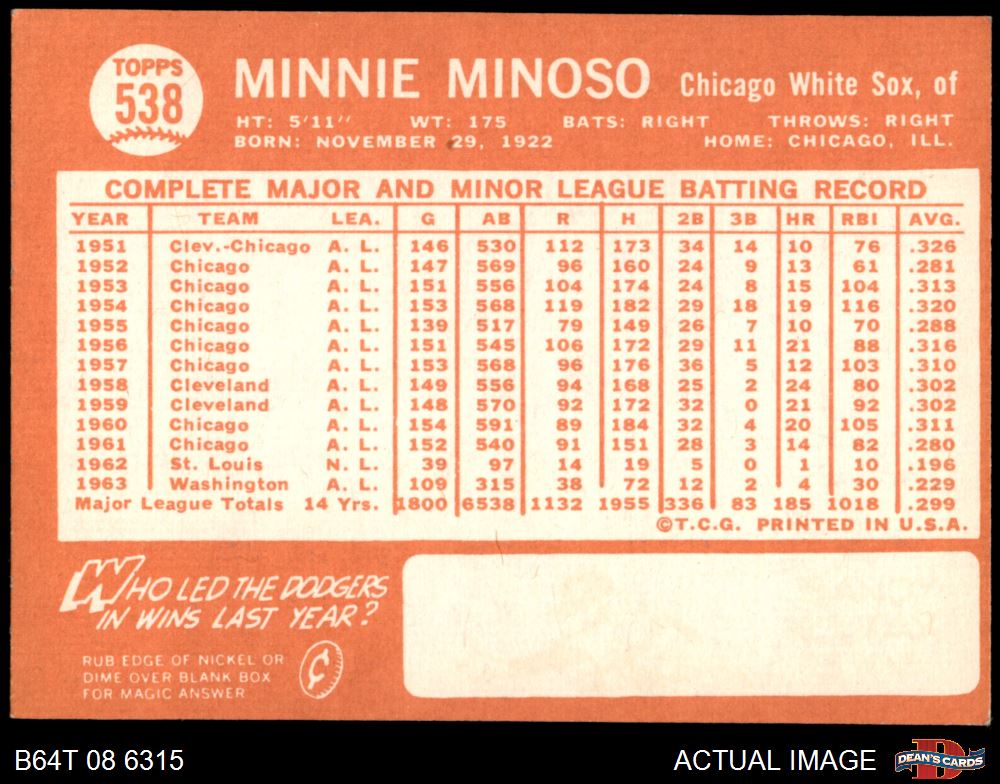 TOPPS
538
MINNIE MINOSO Chicago White Sox, of
HT: 5'11" WT: 175 BATS: RIGHT THROWS: RIGHT
BORN: NOVEMBER 29, 1922 HOME: CHICAGO, ILL.
COMPLETE MAJOR AND MINOR LEAGUE BATTING RECORD
YEAR TEAM LEA. G AB R H 2B 3B HR RBI AVG.
1951 Clev.-Chicago A. L. 146 530 112 173 34 14 10 76 .326
1952 Chicago A. L. 147 569 96 160 24 9 13 61 .281
1953 Chicago A. L. 151 556 104 174 24 8 15 104 .313
1954 Chicago A. L. 153 568 119 182 29 18 19 116 .320
1955 Chicago A. L. 139 517 79 149 26 7 10 70 .288
1956 Chicago A. L. 151 545 106 172 29 11 21 88 .316
1957 Chicago A. L. 153 568 96 176 36 5 12 103 .310
1958 Cleveland A. L. 149 556 94 168 25 2 24 80 .302
1959 Cleveland A. L. 148 570 92 172 32 0 21 92 .302
1960 Chicago A. L. 154 591 89 184 32 4 20 105 .311
1961 Chicago A. L. 152 540 91 151 28 3 14 82 .280
1962 St. Louis N. L. 39 97 14 19 5 0 1 10 .196
1963 Washington A. L. 109 315 38 72 12 2 4 30 .229
Major League Totals 14 Yrs. 1800 6538 1132 1955 336 83 185 1018 .299
©T.C.G. PRINTED IN U.S.A.
WHO LED THE DODGERS
IN WINS LAST YEAR?
RUB EDGE OF NICKEL OR
DIME OVER BLANK BOX
FOR MAGIC ANSWER
¢
B64T 08 6315 ACTUAL IMAGE
D
DEAN'S CARDS